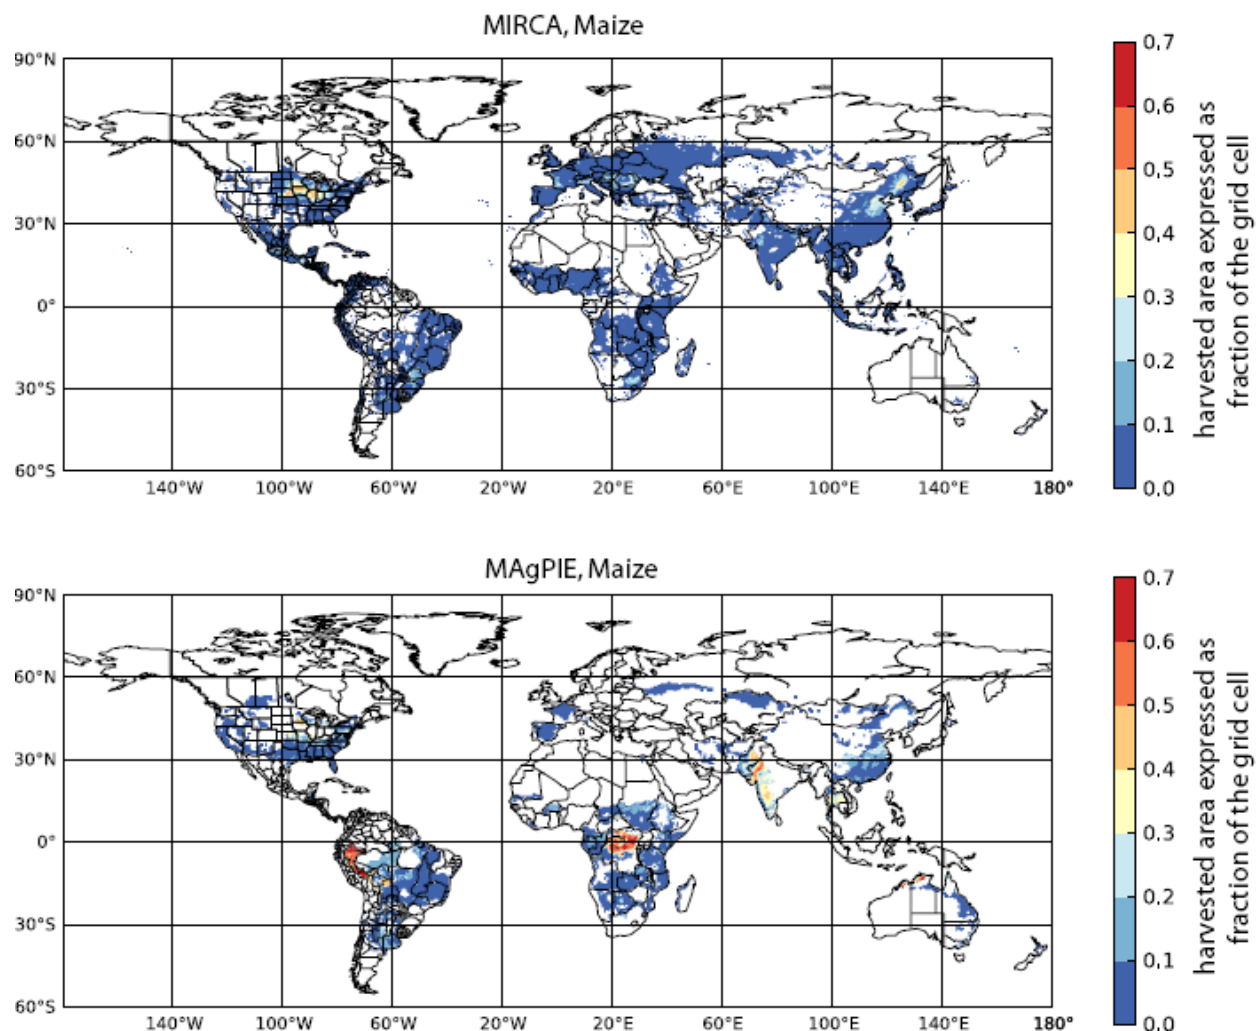 MIRCA, Maize
90°N
60°N
30°N
0°
30°S
60°S
140°W 100°W 60°W 20°W 20°E 60°E 100°E 140°E 180°
0.7
0.6
0.5
0.4
0.3
0.2
0.1
0.0
harvested area expressed as
fraction of the grid cell
MAgPIE, Maize
90°N
60°N
30°N
0°
30°S
60°S
140°W 100°W 60°W 20°W 20°E 60°E 100°E 140°E 180°
0.7
0.6
0.5
0.4
0.3
0.2
0.1
0.0
harvested area expressed as
fraction of the grid cell